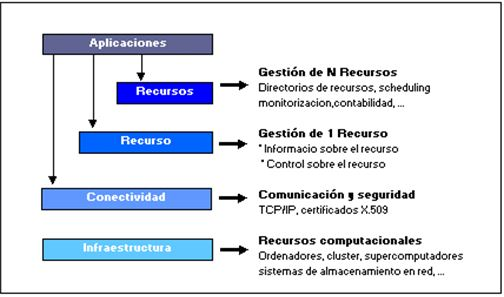 Aplicaciones
Recursos
Gestión de N Recursos
Directorios de recursos, scheduling
monitorizacion,contabilidad, ...
Recurso
Gestión de 1 Recurso
* Informacio sobre el recurso
* Control sobre el recurso
Conectividad
Comunicación y seguridad
TCP/IP, certificados X.509
Infraestructura
Recursos computacionales
Ordenadores, cluster, supercomputadores
sistemas de almacenamiento en red, ...